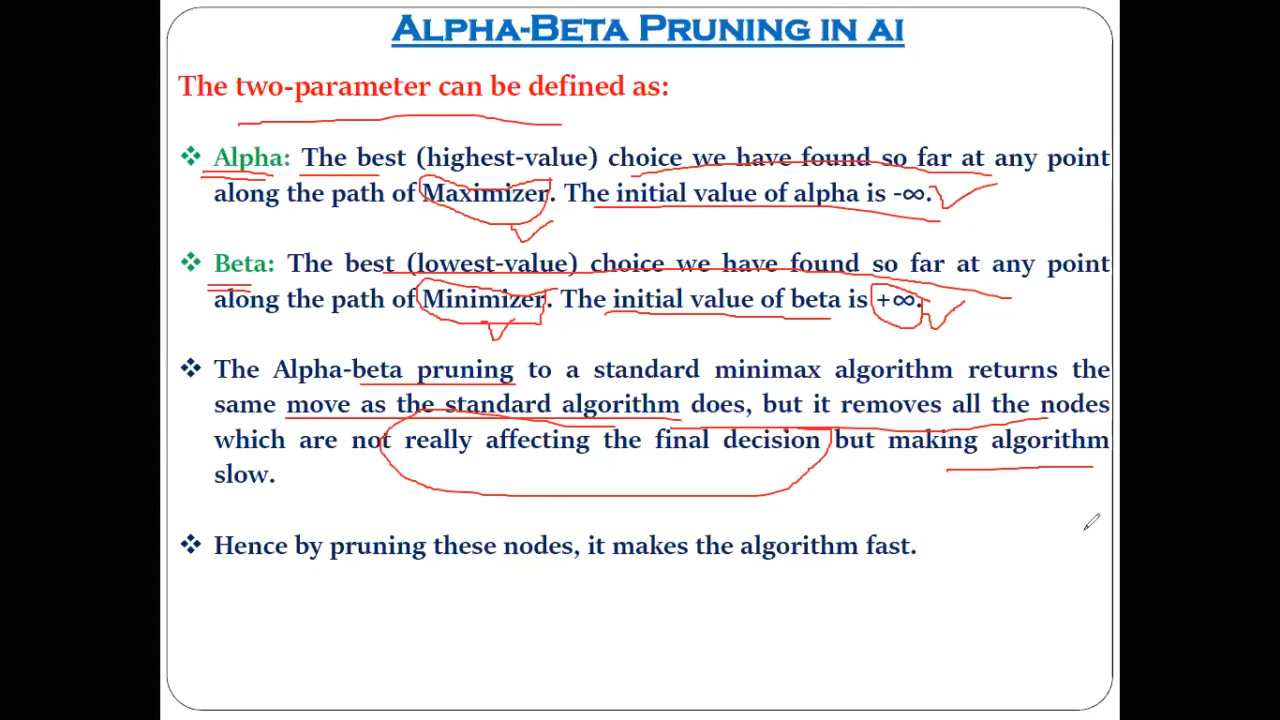 ALPHA-BETA PRUNING IN AI
The two-parameter can be defined as:
❖ Alpha: The best (highest-value) choice we have found so far at any point
along the path of Maximizer. The initial value of alpha is -∞.
❖ Beta: The best (lowest-value) choice we have found so far at any point
along the path of Minimizer. The initial value of beta is +∞.
❖ The Alpha-beta pruning to a standard minimax algorithm returns the
same move as the standard algorithm does, but it removes all the nodes
which are not really affecting the final decision but making algorithm
slow.
❖ Hence by pruning these nodes, it makes the algorithm fast.